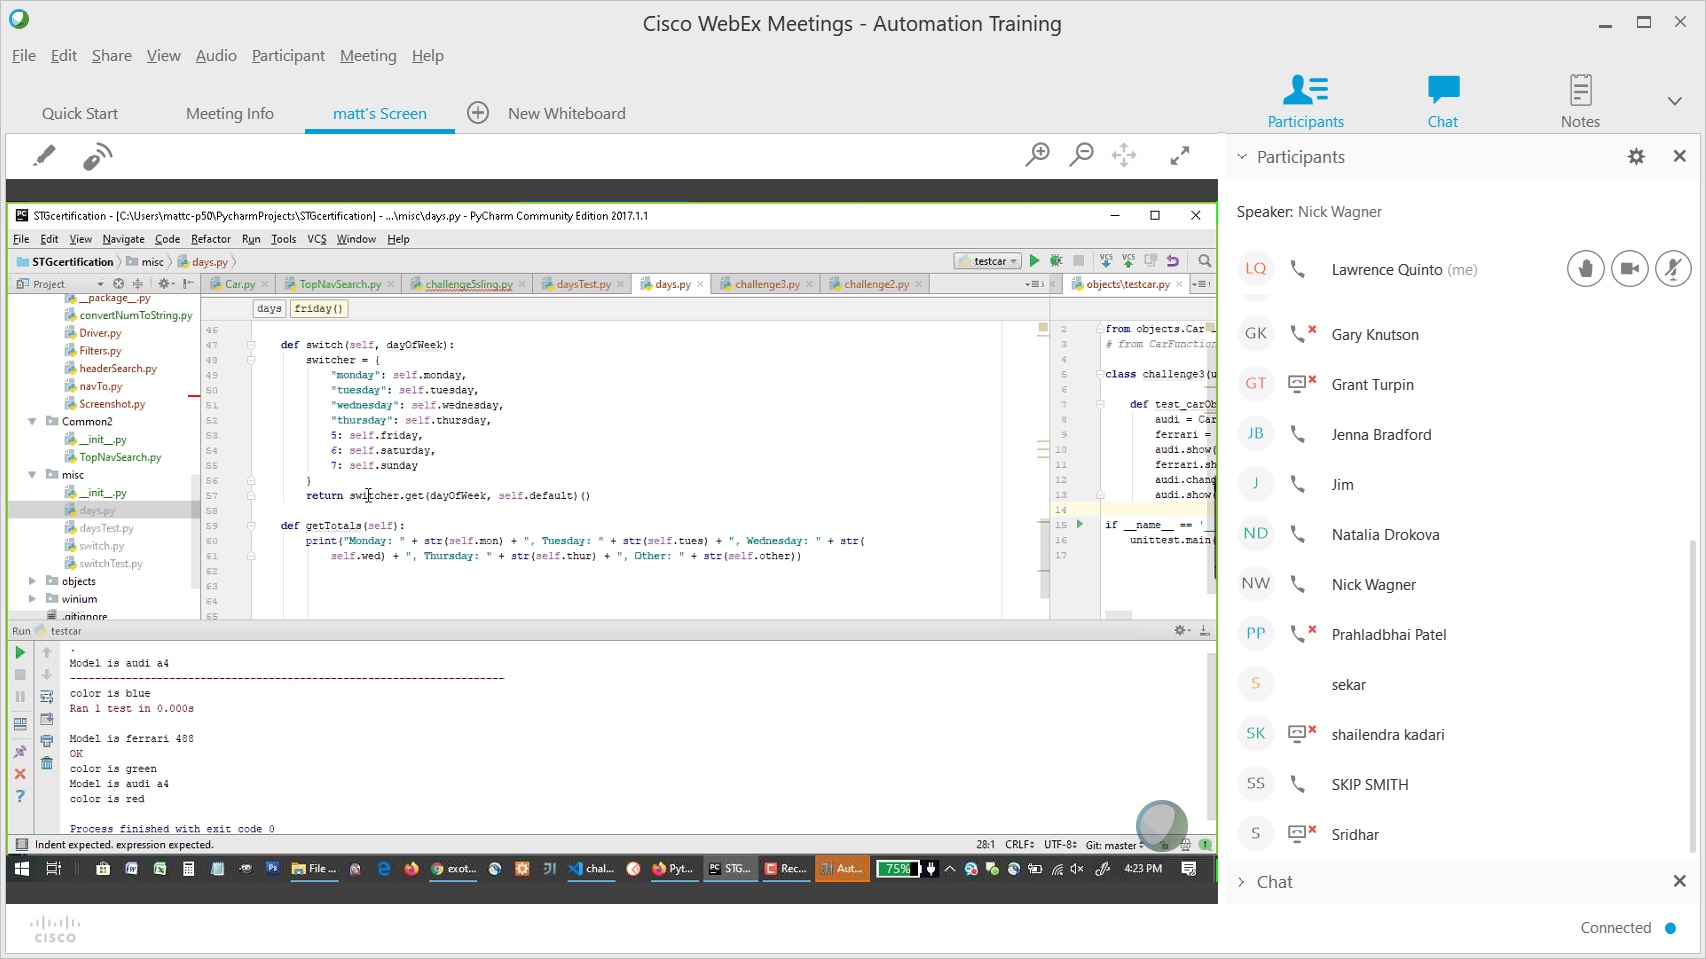 Cisco WebEx Meetings - Automation Training
File Edit Share View Audio Participant Meeting Help
Quick Start Meeting Info matt's Screen New Whiteboard
Participants Chat Notes
Participants
Speaker: Nick Wagner
LQ Lawrence Quinto (me)
GK Gary Knutson
GT Grant Turpin
JB Jenna Bradford
J Jim
ND Natalia Drokova
NW Nick Wagner
PP Prahladbhai Patel
S sekar
SK shailendra kadari
SS SKIP SMITH
S Sridhar
Chat
Connected
CISCO
STGcertification - [C:\Users\mattc-p50\PycharmProjects\STGcertification] - ...\misc\days.py - PyCharm Community Edition 2017.1.1
File Edit View Navigate Code Refactor Run Tools VCS Window Help
STGcertification misc days.py
testcar
VCS VCS
Project
Car.py TopNavSearch.py challenge5sling.py daysTest.py days.py challenge3.py challenge2.py objects\testcar.py
__package__.py
convertNumToString.py
Driver.py
Filters.py
headerSearch.py
navTo.py
Screenshot.py
Common2
__init__.py
TopNavSearch.py
misc
__init__.py
days.py
daysTest.py
switch.py
switchTest.py
objects
winium
.gitignore
days friday()
46
47 def switch(self, dayOfWeek):
48 switcher = {
49 "monday": self.monday,
50 "tuesday": self.tuesday,
51 "wednesday": self.wednesday,
52 "thursday": self.thursday,
53 5: self.friday,
54 6: self.saturday,
55 7: self.sunday
56 }
57 return switcher.get(dayOfWeek, self.default)()
58
59 def getTotals(self):
60 print("Monday: " + str(self.mon) + ", Tuesday: " + str(self.tues) + ", Wednesday: " + str(
61 self.wed) + ", Thursday: " + str(self.thur) + ", Other: " + str(self.other))
62
63
64
65
2 from objects.Car
3 # from CarFunction
4
5 class challenge3(u
6
7 def test_carOb
8 audi = Car
9 ferrari =
10 audi.show(
11 ferrari.sh
12 audi.chang
13 audi.show(
14
15 if __name__ == '__
16 unittest.main(
17
Run testcar
.
Model is audi a4
----------------------------------------------------------------------
color is blue
Ran 1 test in 0.000s
Model is ferrari 488
OK
color is green
Model is audi a4
color is red
Process finished with exit code 0
Indent expected. expression expected.
28:1 CRLF UTF-8 Git: master
File ... exot... chal... Pyt... STG... Rec... Aut... 75% 4:23 PM